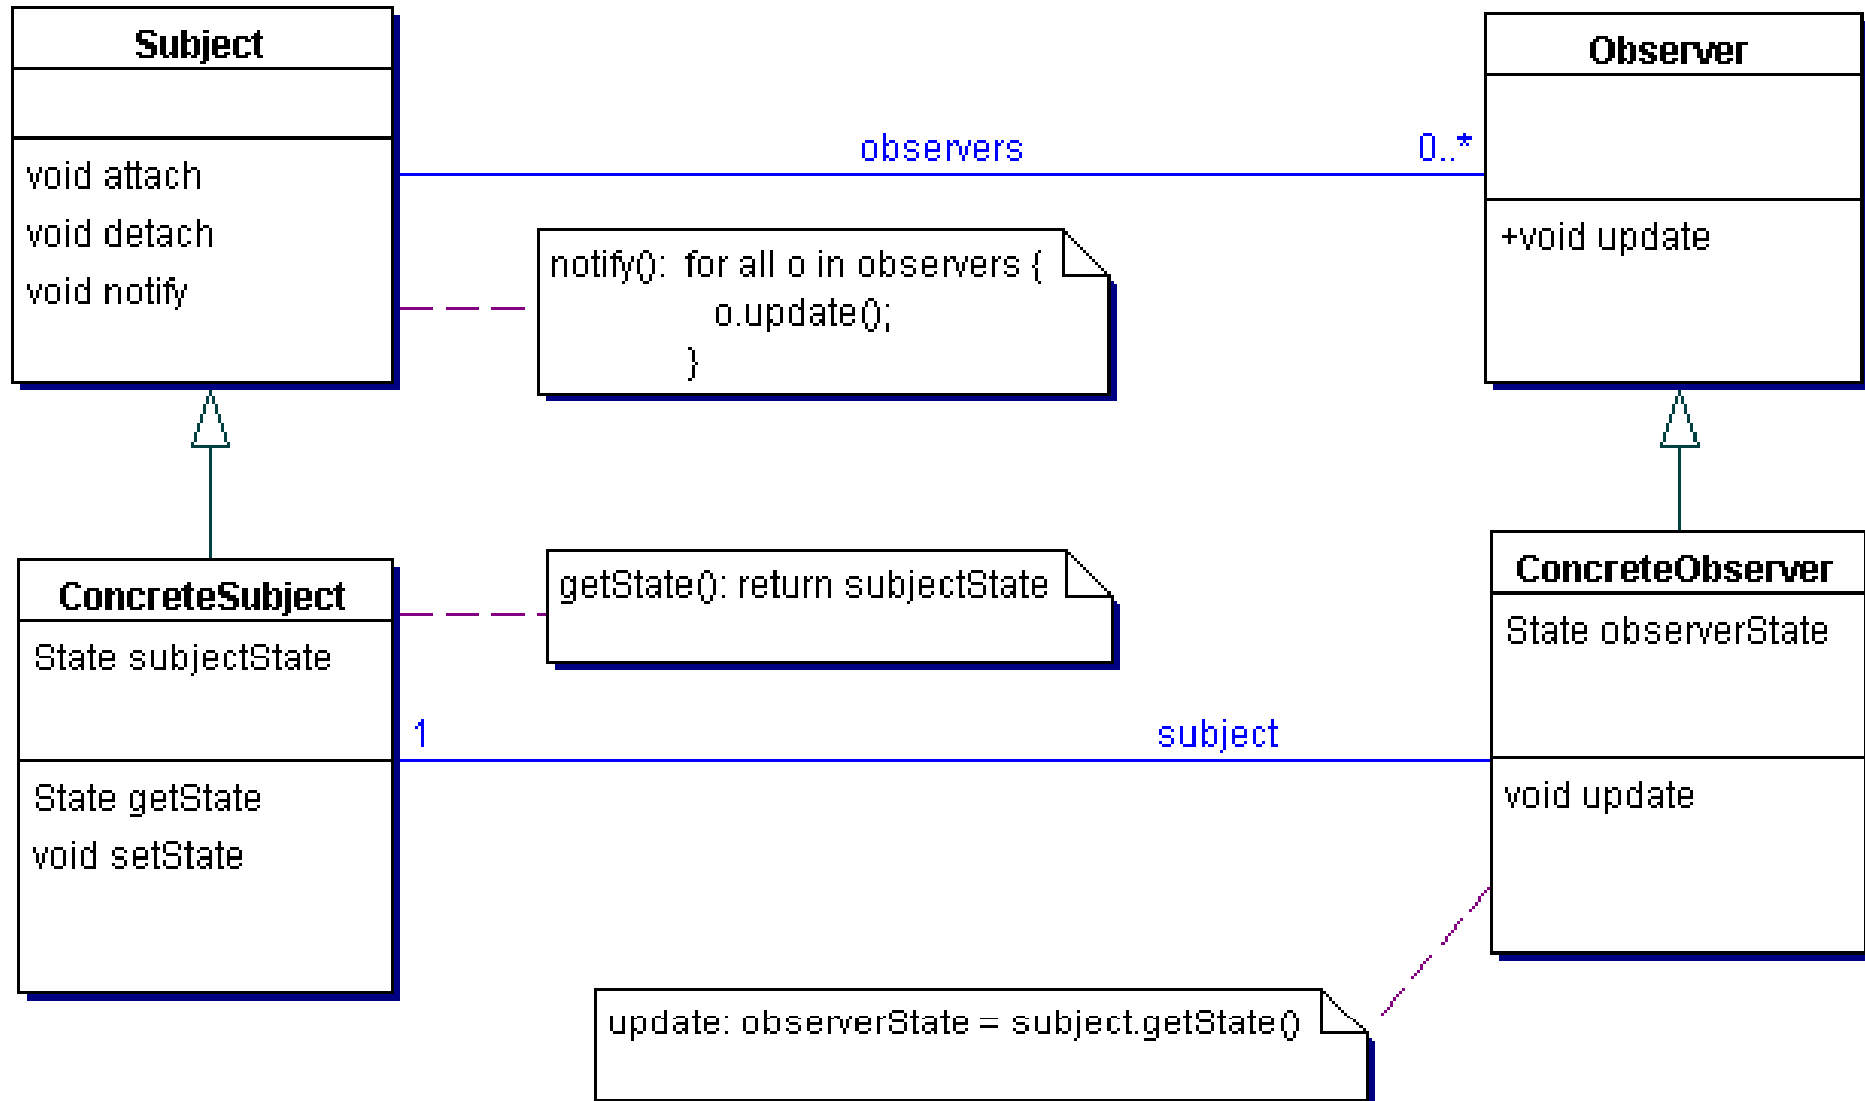 Subject
void attach
void detach
void notify
observers
0..*
Observer
+void update
notify(): for all o in observers {
o.update();
}
ConcreteSubject
State subjectState
State getState
void setState
getState(): return subjectState
1
subject
ConcreteObserver
State observerState
void update
update: observerState = subject.getState()